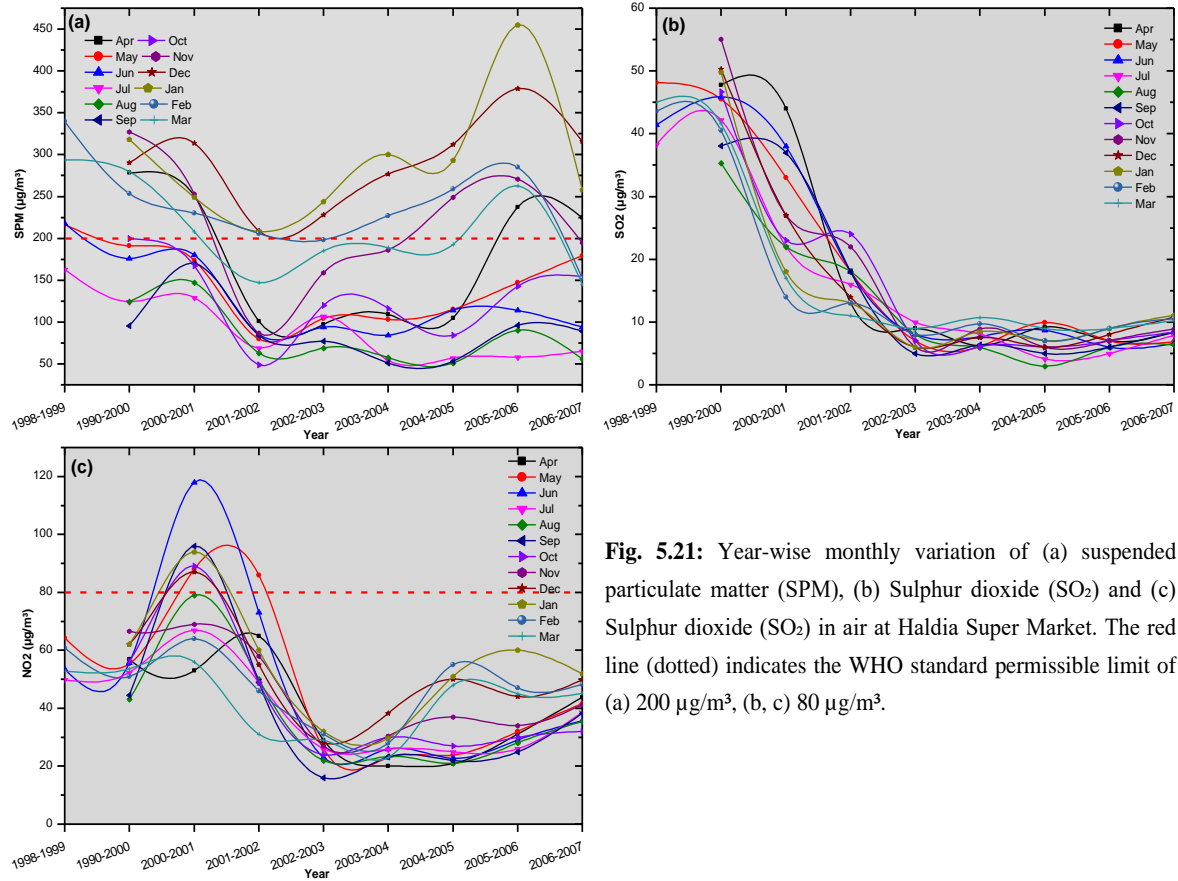 (a)
SPM (µg/m³)
450
400
350
300
250
200
150
100
50
Apr Oct
May Nov
Jun Dec
Jul Jan
Aug Feb
Sep Mar
1998-1999 1990-2000 2000-2001 2001-2002 2002-2003 2003-2004 2004-2005 2005-2006 2006-2007
Year
(b)
SO2 (µg/m³)
60
50
40
30
20
10
0
Apr
May
Jun
Jul
Aug
Sep
Oct
Nov
Dec
Jan
Feb
Mar
1998-1999 1990-2000 2000-2001 2001-2002 2002-2003 2003-2004 2004-2005 2005-2006 2006-2007
Year
(c)
NO2 (µg/m³)
120
100
80
60
40
20
0
Apr
May
Jun
Jul
Aug
Sep
Oct
Nov
Dec
Jan
Feb
Mar
1998-1999 1990-2000 2000-2001 2001-2002 2002-2003 2003-2004 2004-2005 2005-2006 2006-2007
Year
Fig. 5.21: Year-wise monthly variation of (a) suspended
particulate matter (SPM), (b) Sulphur dioxide (SO₂) and (c)
Sulphur dioxide (SO₂) in air at Haldia Super Market. The red
line (dotted) indicates the WHO standard permissible limit of
(a) 200 µg/m³, (b, c) 80 µg/m³.